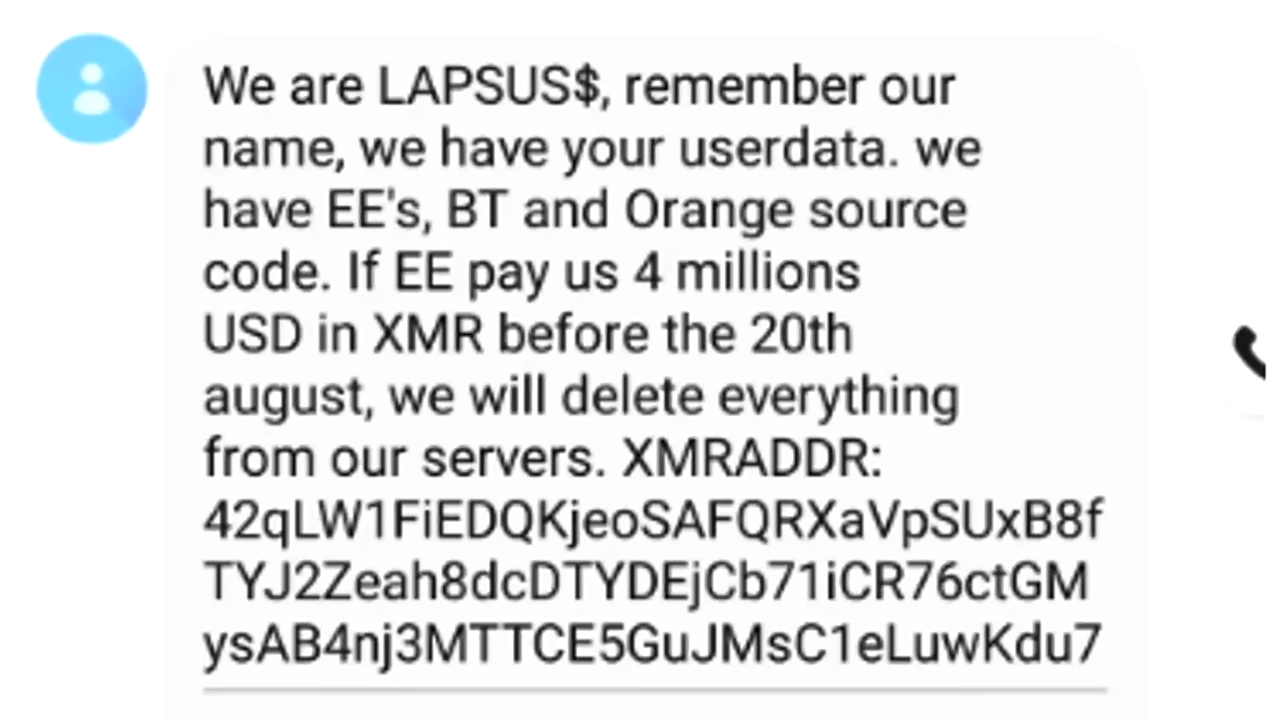 We are LAPSUS$, remember our
name, we have your userdata. we
have EE's, BT and Orange source
code. If EE pay us 4 millions
USD in XMR before the 20th
august, we will delete everything
from our servers. XMRADDR:
42qLW1FiEDQKjeoSAFQRXaVpSUxB8f
TYJ2Zeah8dcDTYDEjCb71iCR76ctGM
ysAB4nj3MTTCE5GuJMsC1eLuwKdu7